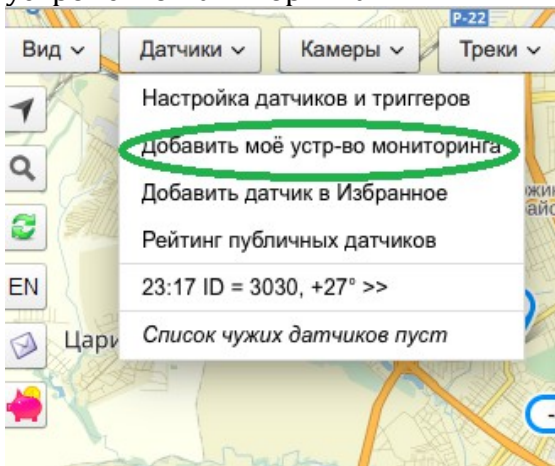 Р-22
Вид
Датчики
Камеры
Треки
Настройка датчиков и триггеров
Добавить моё устр-во мониторинга
Добавить датчик в Избранное
Рейтинг публичных датчиков
23:17 ID = 3030, +27° >>
Список чужих датчиков пуст
EN
Цари